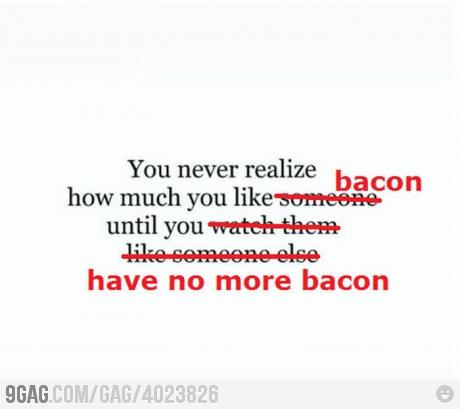 You never realize
how much you like someone bacon
until you watch them
like someone else
have no more bacon
9GAG.COM/GAG/4023826